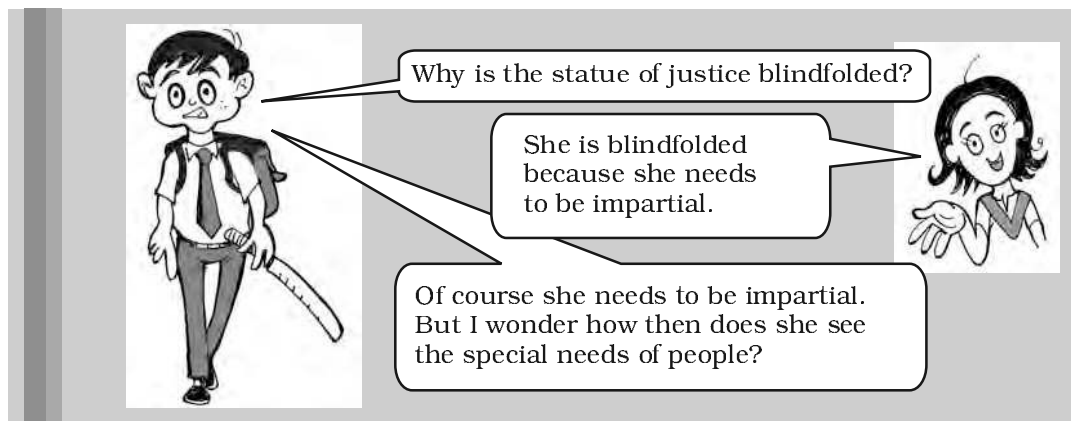 Why is the statue of justice blindfolded?
She is blindfolded
because she needs
to be impartial.
Of course she needs to be impartial.
But I wonder how then does she see
the special needs of people?